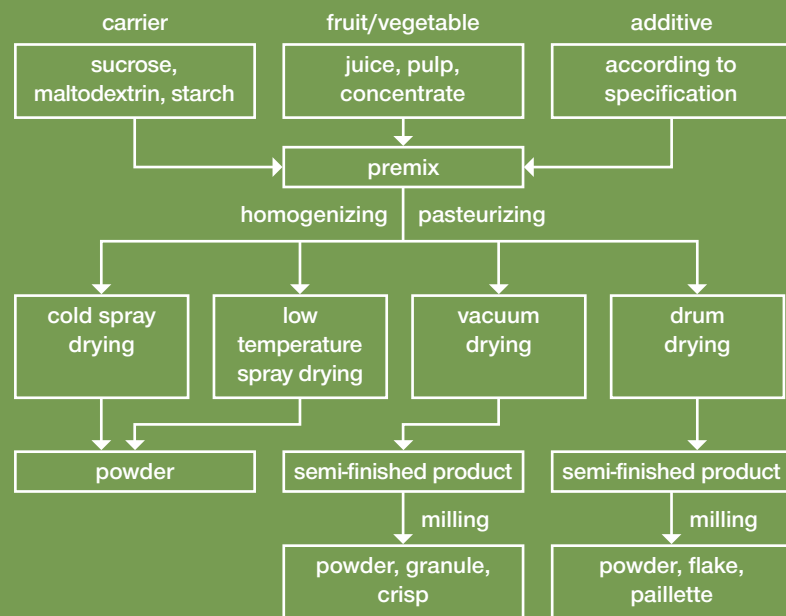 carrier
fruit/vegetable
additive
sucrose,
maltodextrin, starch
juice, pulp,
concentrate
according to
specification
premix
homogenizing
pasteurizing
cold spray
drying
low
temperature
spray drying
vacuum
drying
drum
drying
powder
semi-finished product
semi-finished product
milling
milling
powder, granule,
crisp
powder, flake,
paillette